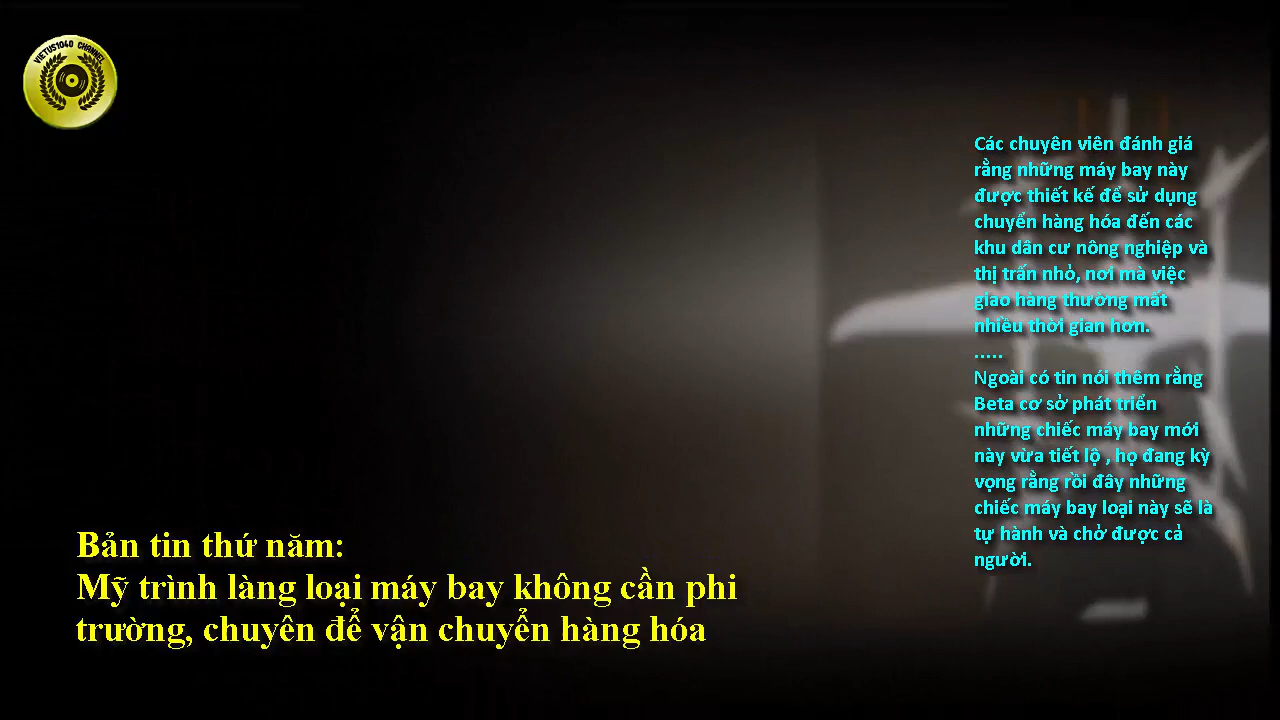 VIETUS1040 CHANNEL
Các chuyên viên đánh giá
rằng những máy bay này
được thiết kế để sử dụng
chuyển hàng hóa đến các
khu dân cư nông nghiệp và
thị trấn nhỏ, nơi mà việc
giao hàng thường mất
nhiều thời gian hơn.
.....
Ngoài có tin nói thêm rằng
Beta cơ sở phát triển
những chiếc máy bay mới
này vừa tiết lộ , họ đang kỳ
vọng rằng rồi đây những
chiếc máy bay loại này sẽ là
tự hành và chở được cả
người.
Bản tin thứ năm:
Mỹ trình làng loại máy bay không cần phi
trường, chuyên để vận chuyển hàng hóa